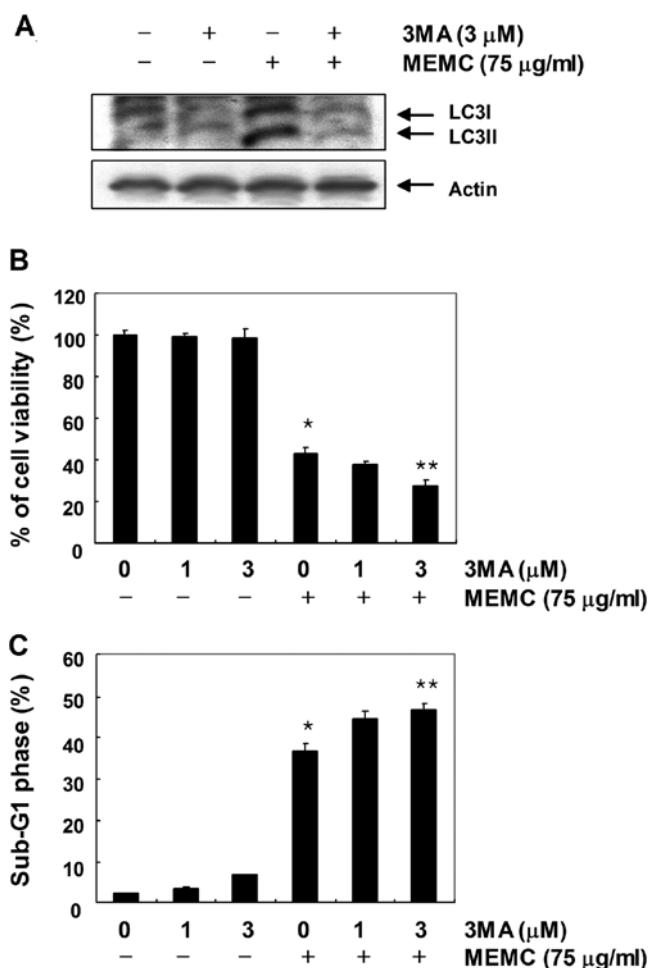 A
– + – + 3MA (3 μM)
– – + + MEMC (75 μg/ml)
LC3I
LC3II
Actin
B
% of cell viability (%)
120
100
80
60
40
20
0
*
**
0 1 3 0 1 3 3MA (μM)
– – – + + + MEMC (75 μg/ml)
C
Sub-G1 phase (%)
60
50
40
30
20
10
0
*
**
0 1 3 0 1 3 3MA (μM)
– – – + + + MEMC (75 μg/ml)